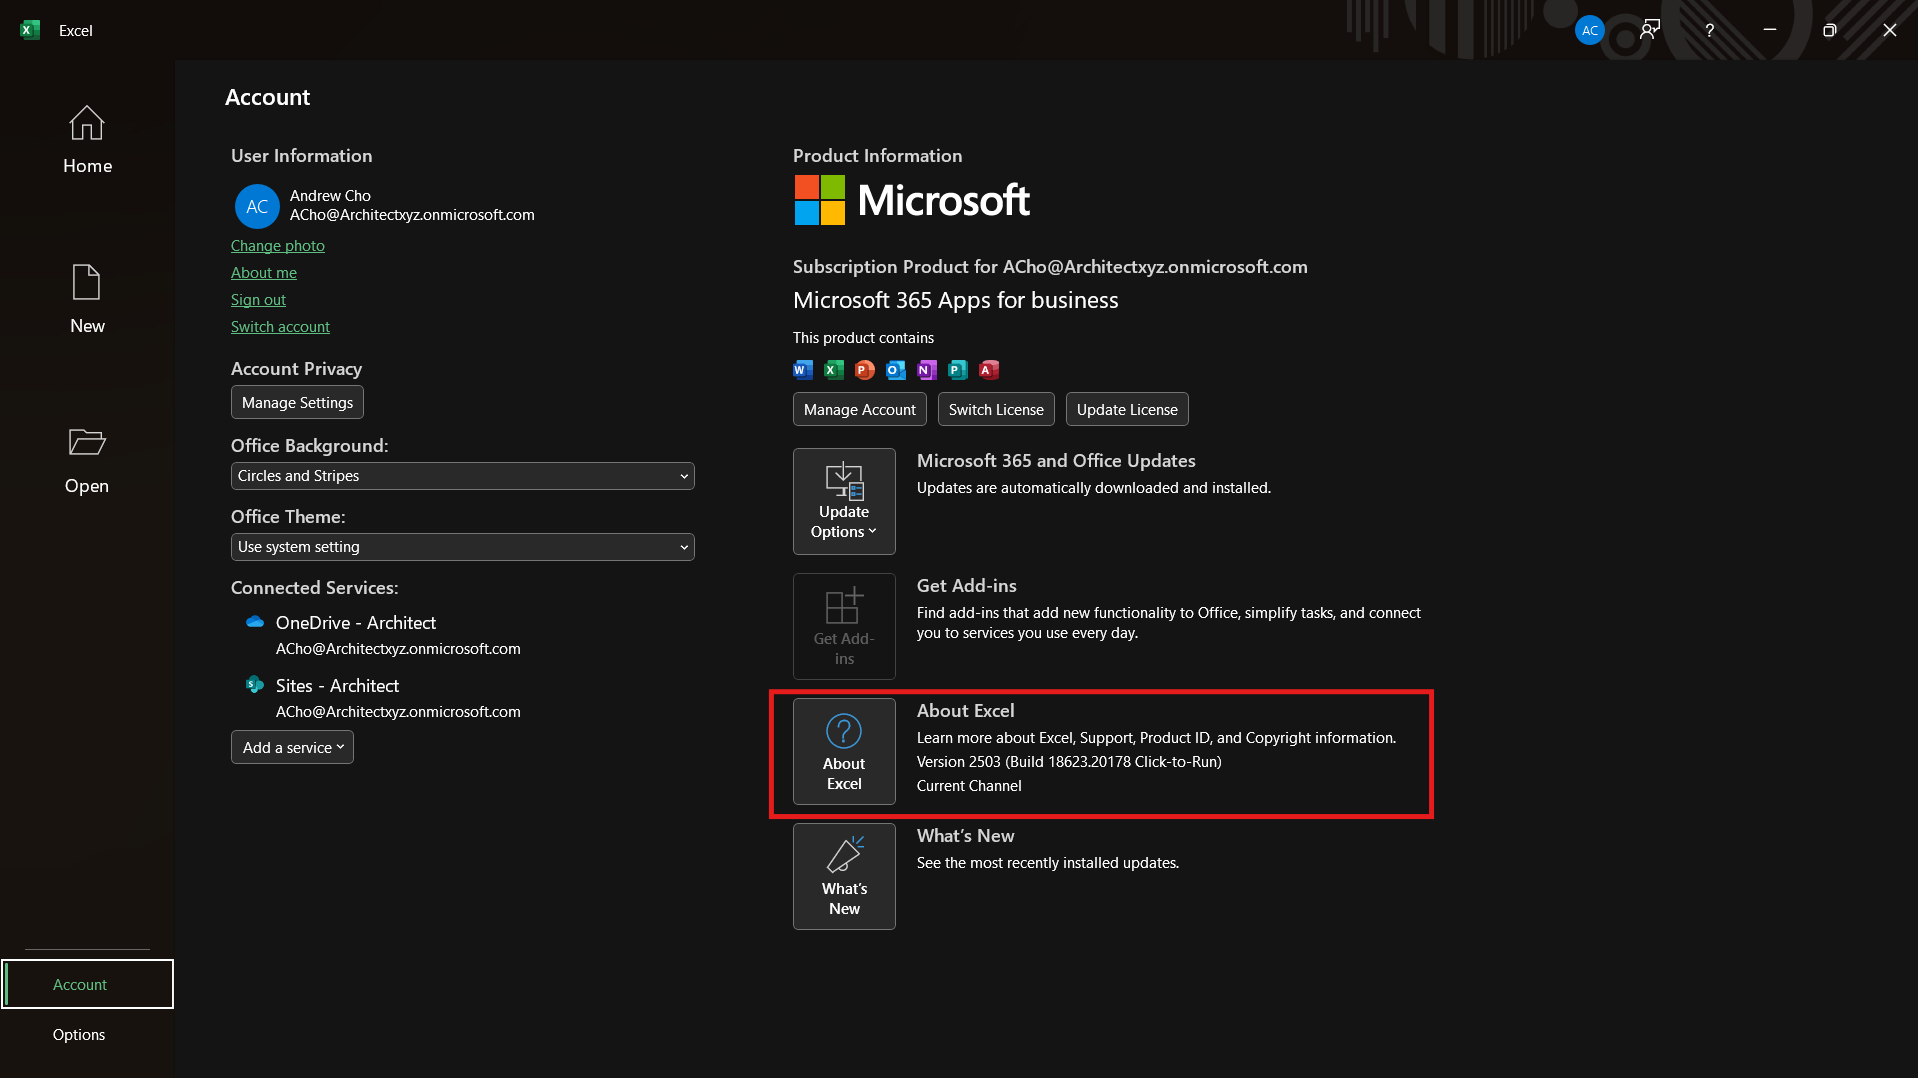 Excel
AC
?
Home
New
Open
Account
Options
Account
User Information
AC
Andrew Cho
ACho@Architectxyz.onmicrosoft.com
Change photo
About me
Sign out
Switch account
Account Privacy
Manage Settings
Office Background:
Circles and Stripes
Office Theme:
Use system setting
Connected Services:
OneDrive - Architect
ACho@Architectxyz.onmicrosoft.com
S
Sites - Architect
ACho@Architectxyz.onmicrosoft.com
Add a service
Product Information
Microsoft
Subscription Product for ACho@Architectxyz.onmicrosoft.com
Microsoft 365 Apps for business
This product contains
W X P O N P A
Manage Account Switch License Update License
Update
Options
Microsoft 365 and Office Updates
Updates are automatically downloaded and installed.
Get Add-
ins
Get Add-ins
Find add-ins that add new functionality to Office, simplify tasks, and connect
you to services you use every day.
?
About
Excel
About Excel
Learn more about Excel, Support, Product ID, and Copyright information.
Version 2503 (Build 18623.20178 Click-to-Run)
Current Channel
What's
New
What's New
See the most recently installed updates.